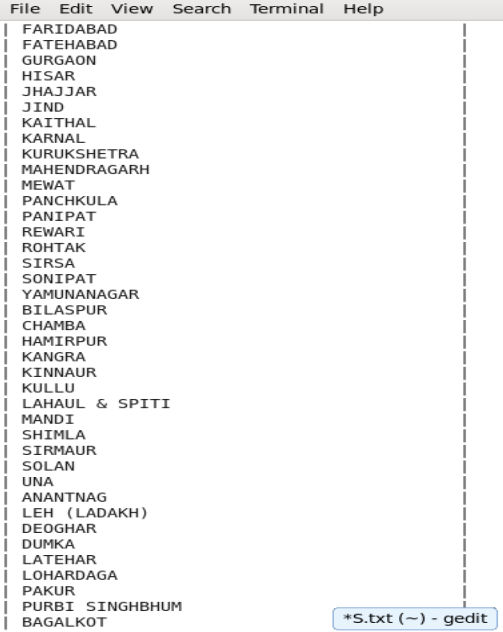 File Edit View Search Terminal Help
| FARIDABAD |
| FATEHABAD |
| GURGAON |
| HISAR |
| JHAJJAR |
| JIND |
| KAITHAL |
| KARNAL |
| KURUKSHETRA |
| MAHENDRAGARH |
| MEWAT |
| PANCHKULA |
| PANIPAT |
| REWARI |
| ROHTAK |
| SIRSA |
| SONIPAT |
| YAMUNANAGAR |
| BILASPUR |
| CHAMBA |
| HAMIRPUR |
| KANGRA |
| KINNAUR |
| KULLU |
| LAHAUL & SPITI |
| MANDI |
| SHIMLA |
| SIRMAUR |
| SOLAN |
| UNA |
| ANANTNAG |
| LEH (LADAKH) |
| DEOGHAR |
| DUMKA |
| LATEHAR |
| LOHARDAGA |
| PAKUR |
| PURBI SINGHBHUM |
| BAGALKOT
*S.txt (~) - gedit